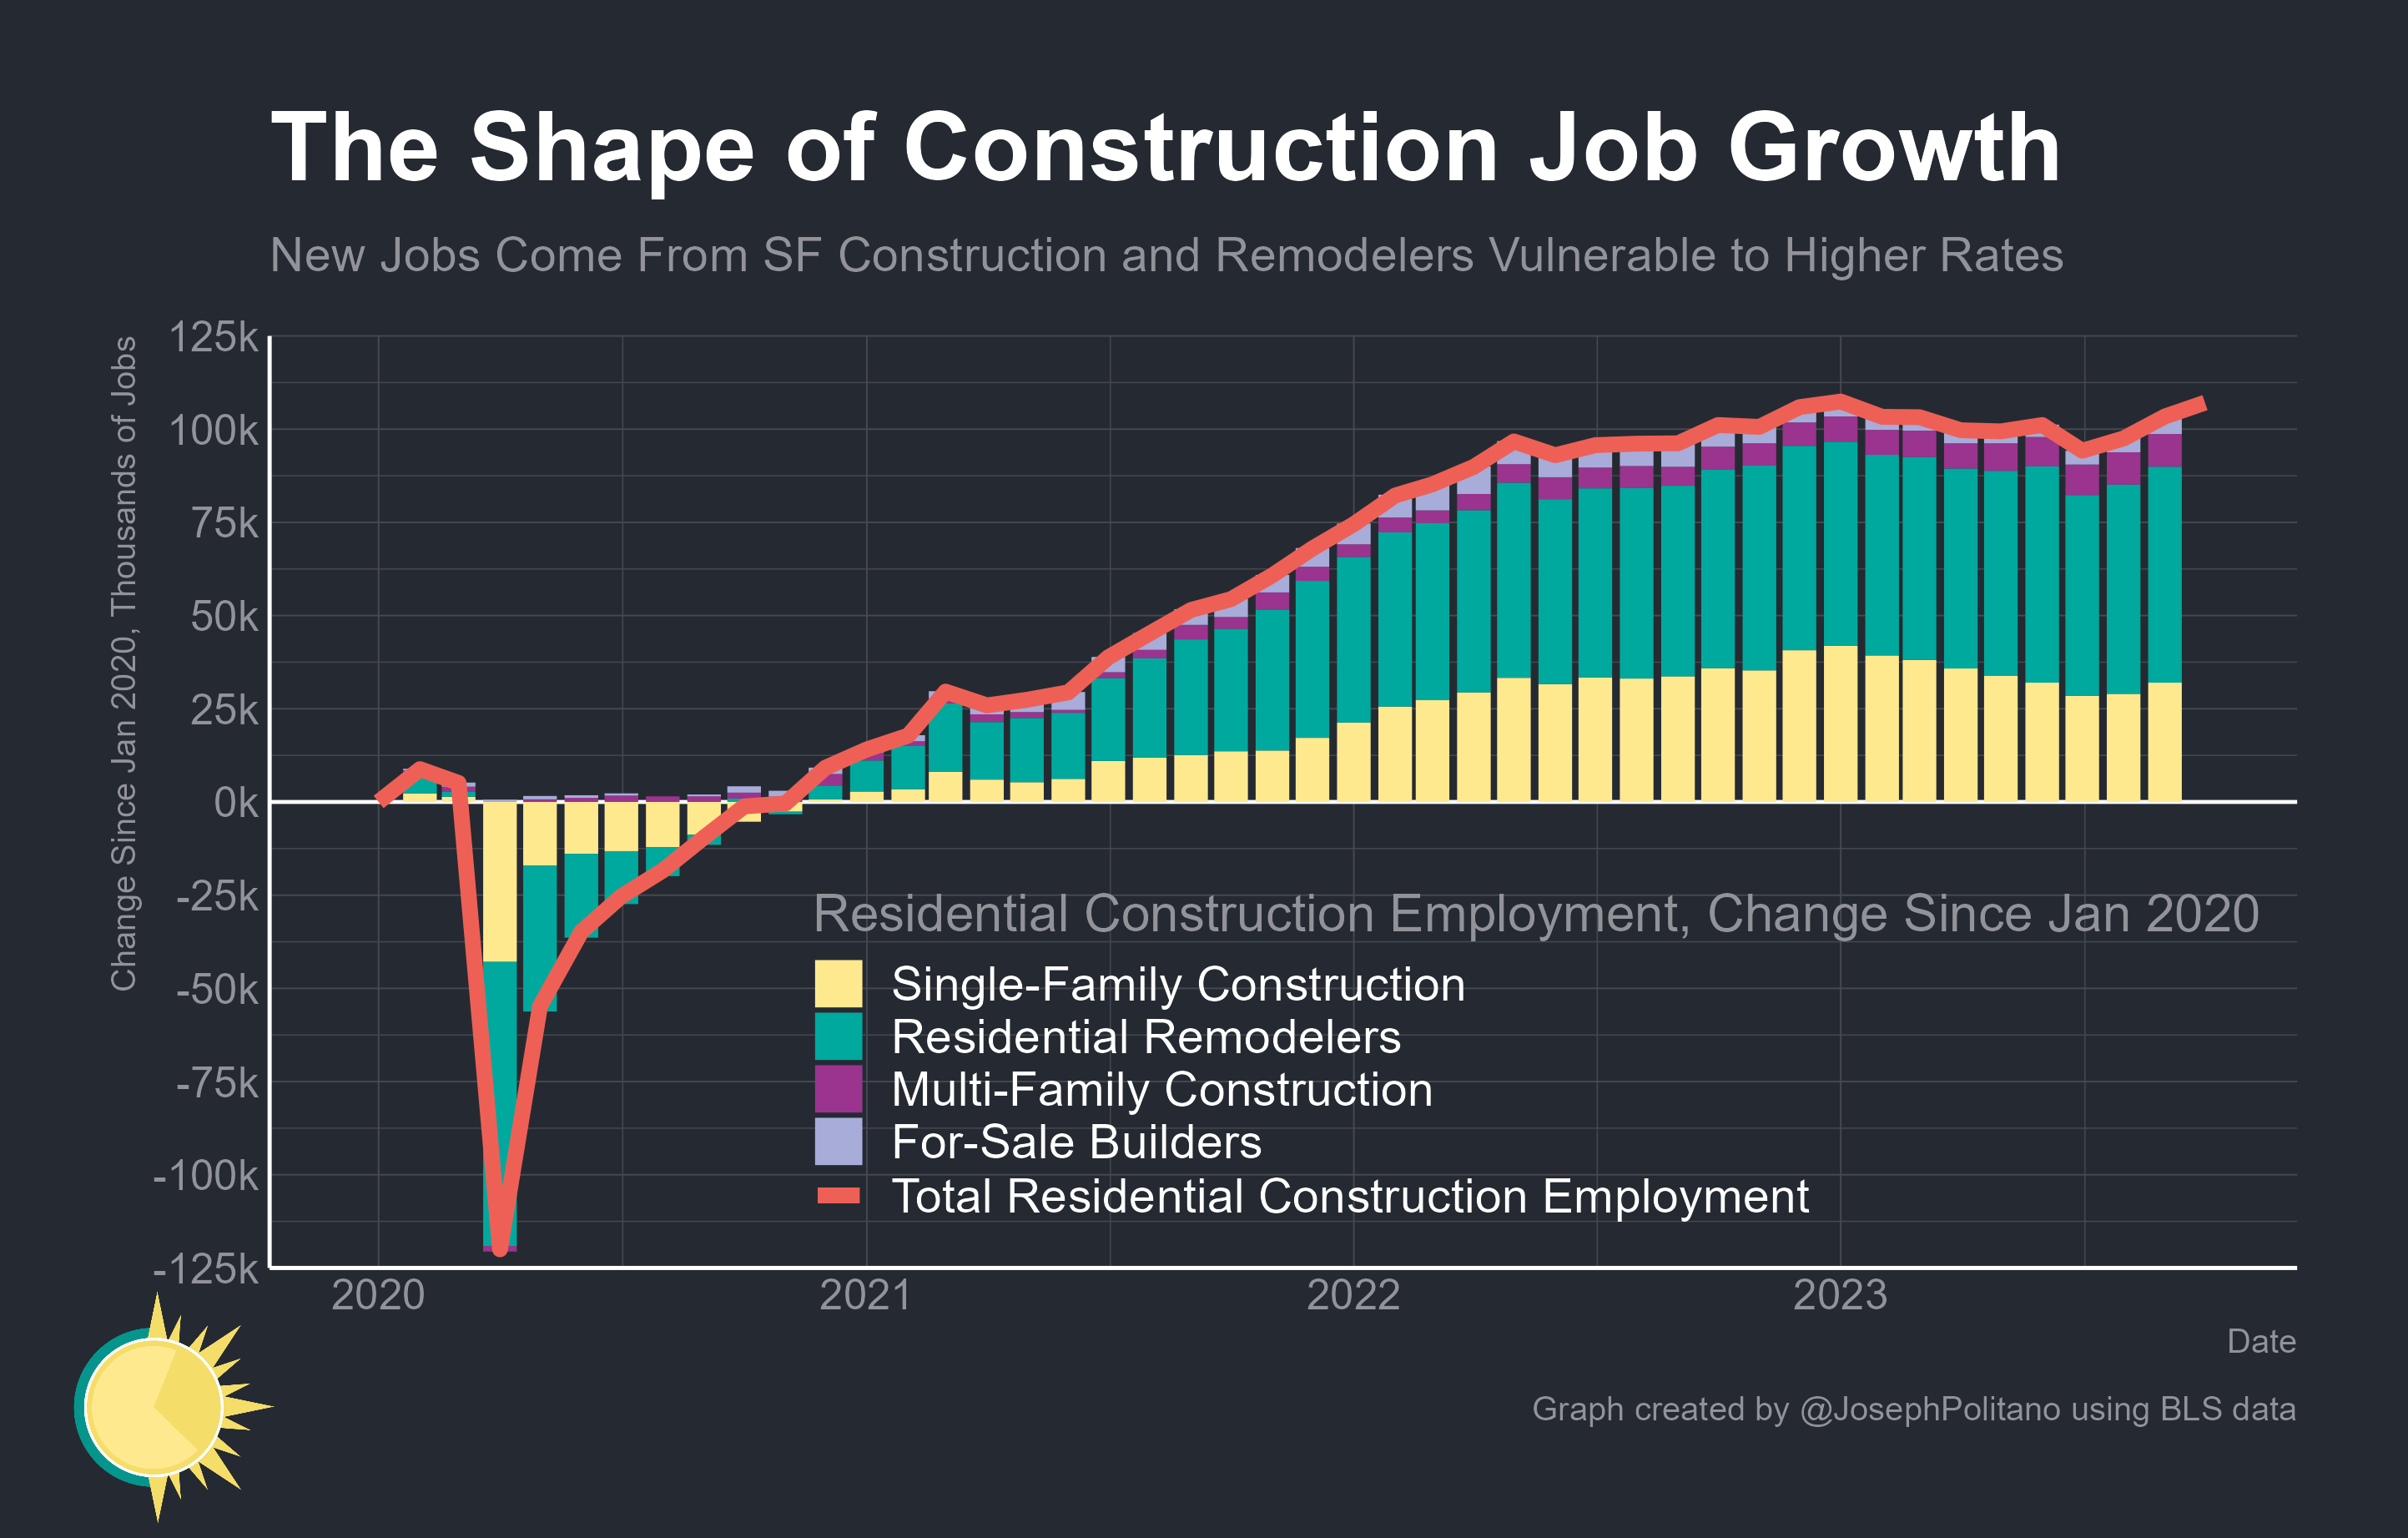 The Shape of Construction Job Growth
New Jobs Come From SF Construction and Remodelers Vulnerable to Higher Rates
Change Since Jan 2020, Thousands of Jobs
125k
100k
75k
50k
25k
0k
-25k
-50k
-75k
-100k
-125k
Residential Construction Employment, Change Since Jan 2020
Single-Family Construction
Residential Remodelers
Multi-Family Construction
For-Sale Builders
Total Residential Construction Employment
2020 2021 2022 2023
Date
Graph created by @JosephPolitano using BLS data